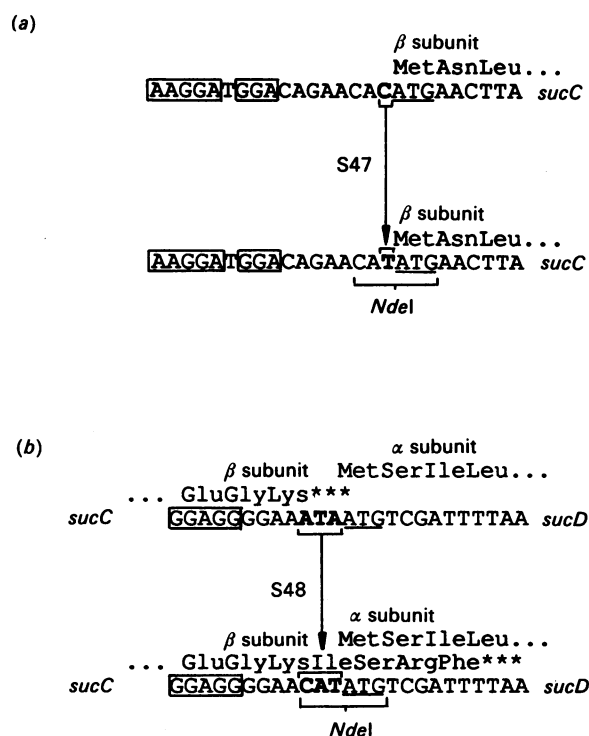 (a)
β subunit
MetAsnLeu...
AAGGATGGACAGAACACATGAACTTA sucC
S47
β subunit
MetAsnLeu...
AAGGATGGACAGAACATATGAACTTA sucC
NdeI
(b)
α subunit
β subunit MetSerIleLeu...
... GluGlyLys***
sucC GGAGGGGAAATAATGTCGATTTTAA sucD
S48
α subunit
β subunit MetSerIleLeu...
... GluGlyLysIleSerArgPhe***
sucC GGAGGGGAACATATGTCGATTTTAA sucD
NdeI